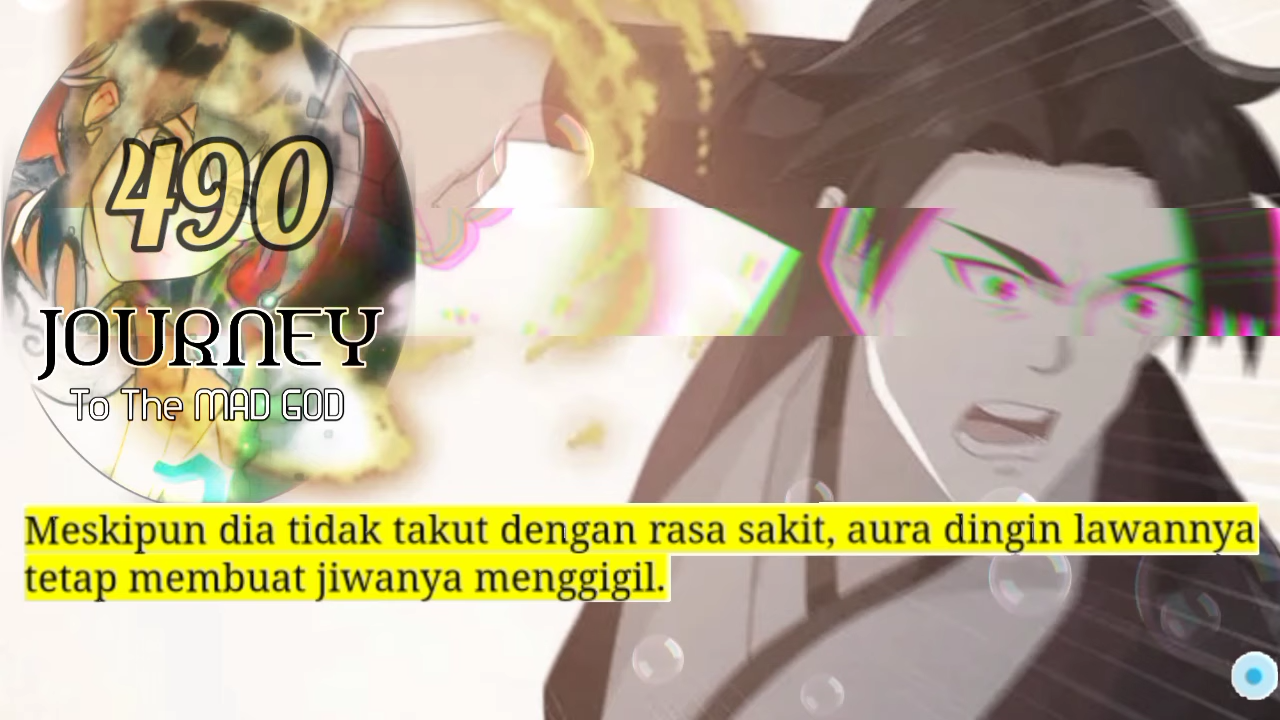 490
JOURNEY
To The MAD GOD
Meskipun dia tidak takut dengan rasa sakit, aura dingin lawannya
tetap membuat jiwanya menggigil.